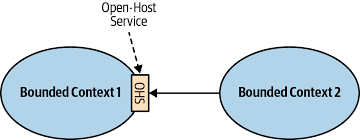 Open-Host
Service
Bounded Context 1
OHS
Bounded Context 2